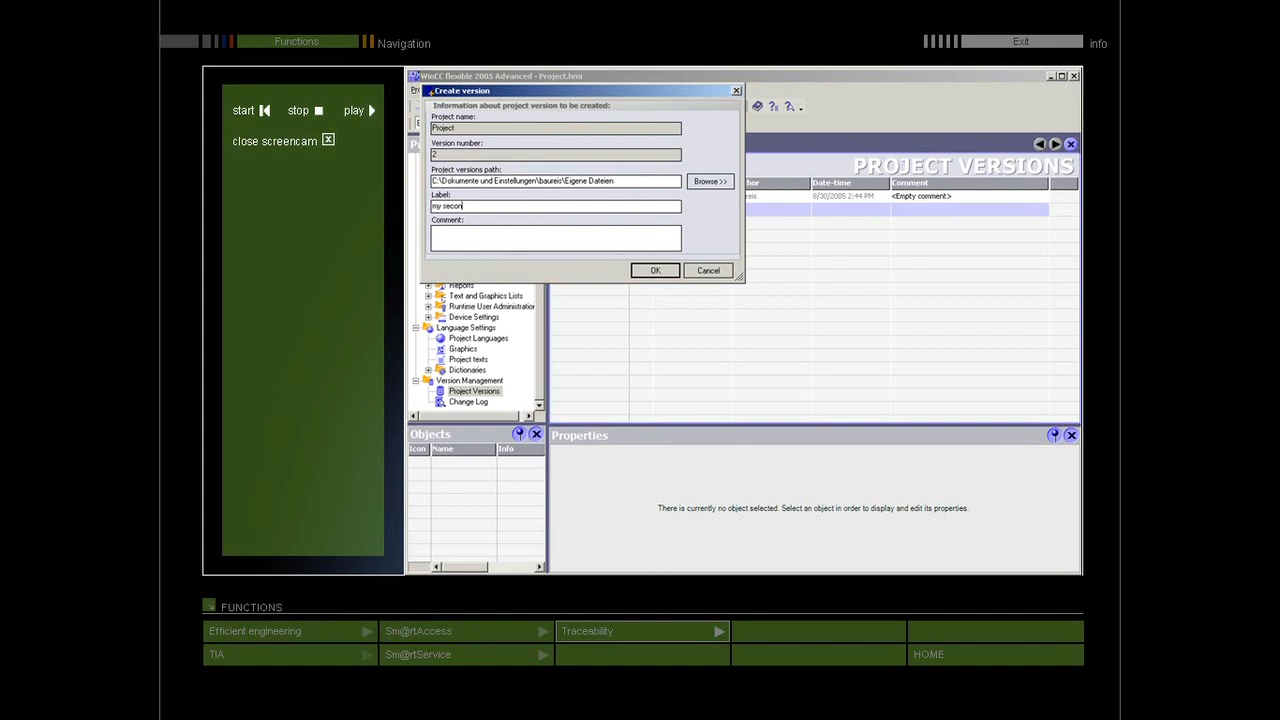 Functions
Navigation
Exit
info
start
stop
play
close screencam
WinCC flexible 2005 Advanced - Project.hmi
Create version
Information about project version to be created:
Project name:
Project
Version number:
2
Project versions path:
C:\Dokumente und Einstellungen\baureis\Eigene Dateien
Browse >>
Label:
my secon
Comment:
OK
Cancel
PROJECT VERSIONS
Date-time
Comment
8/30/2005 2:44 PM
<Empty comment>
Reports
Text and Graphics Lists
Runtime User Administration
Device Settings
Language Settings
Project Languages
Graphics
Project texts
Dictionaries
Version Management
Project Versions
Change Log
Objects
Icon
Name
Info
Properties
There is currently no object selected. Select an object in order to display and edit its properties.
FUNCTIONS
Efficient engineering
Sm@rtAccess
Traceability
TIA
Sm@rtService
HOME